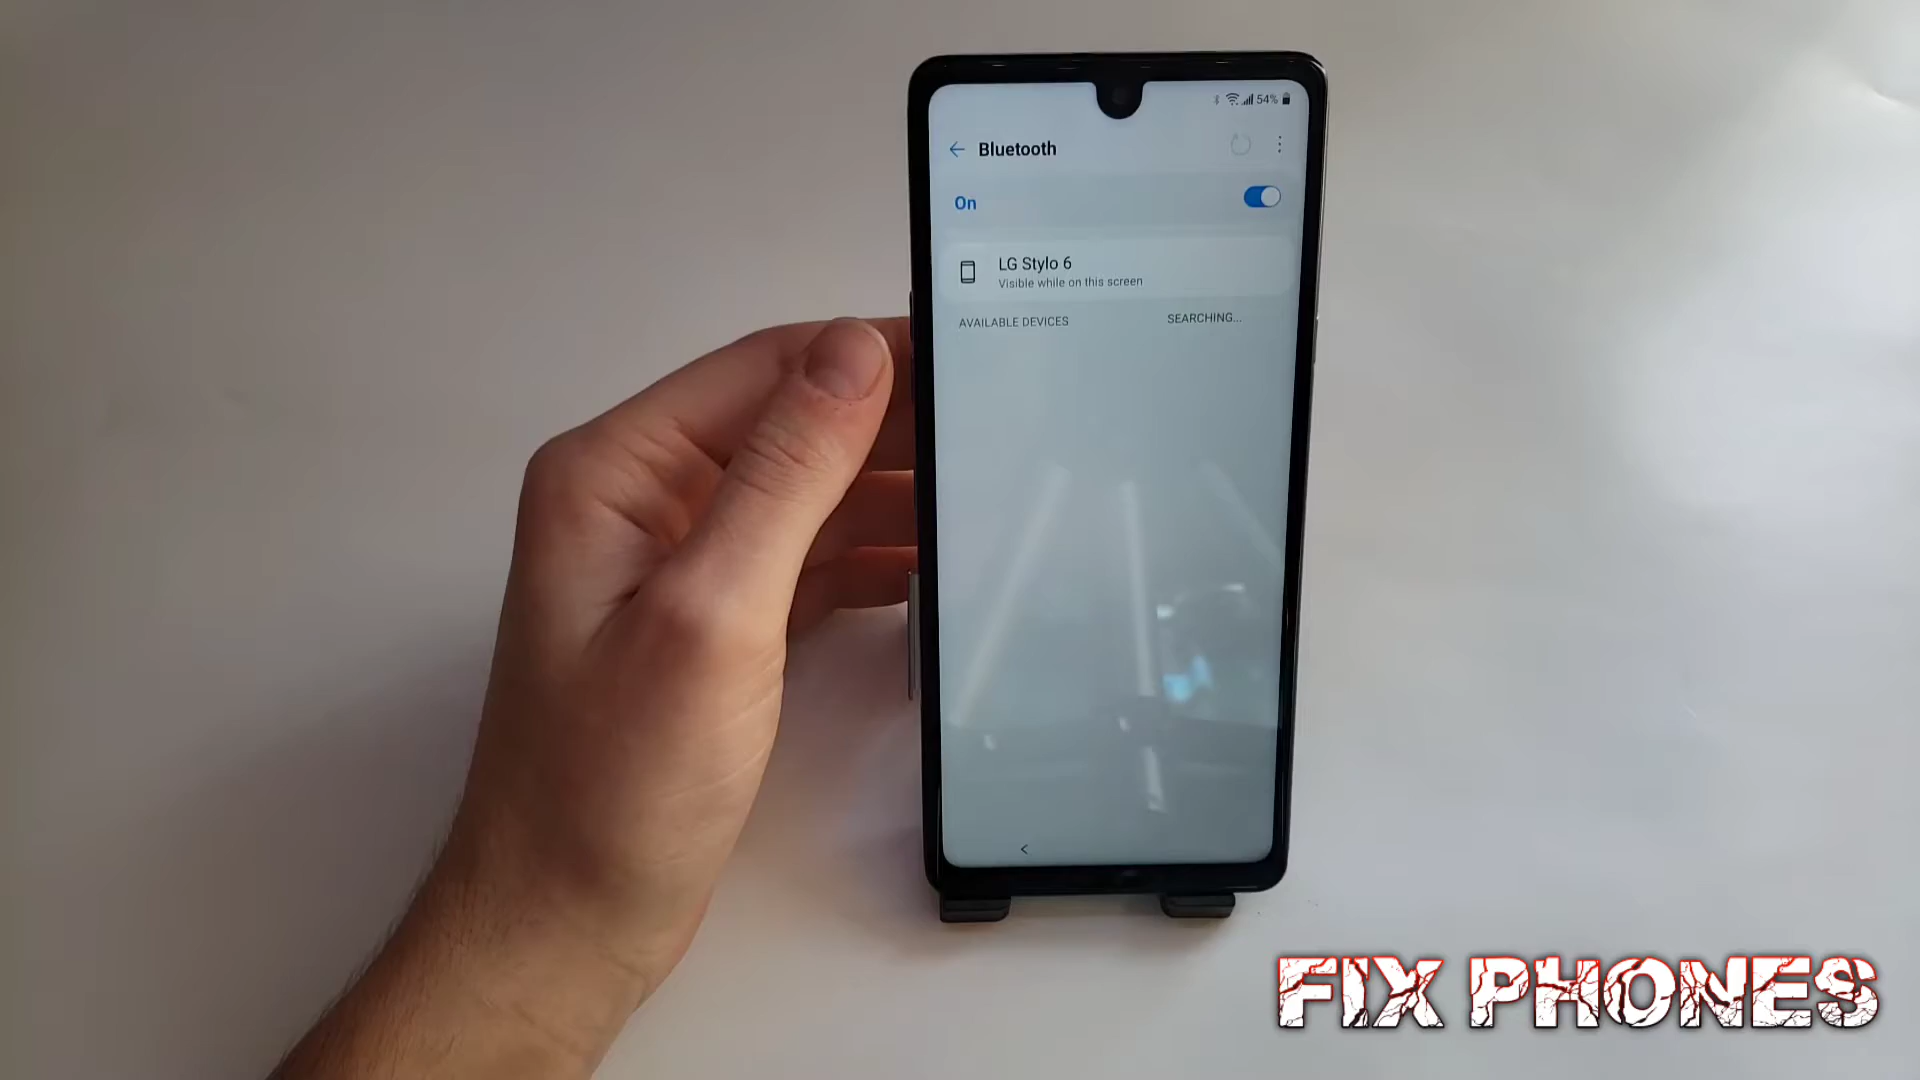 54%
Bluetooth
On
LG Stylo 6
Visible while on this screen
AVAILABLE DEVICES SEARCHING...
FIX PHONES